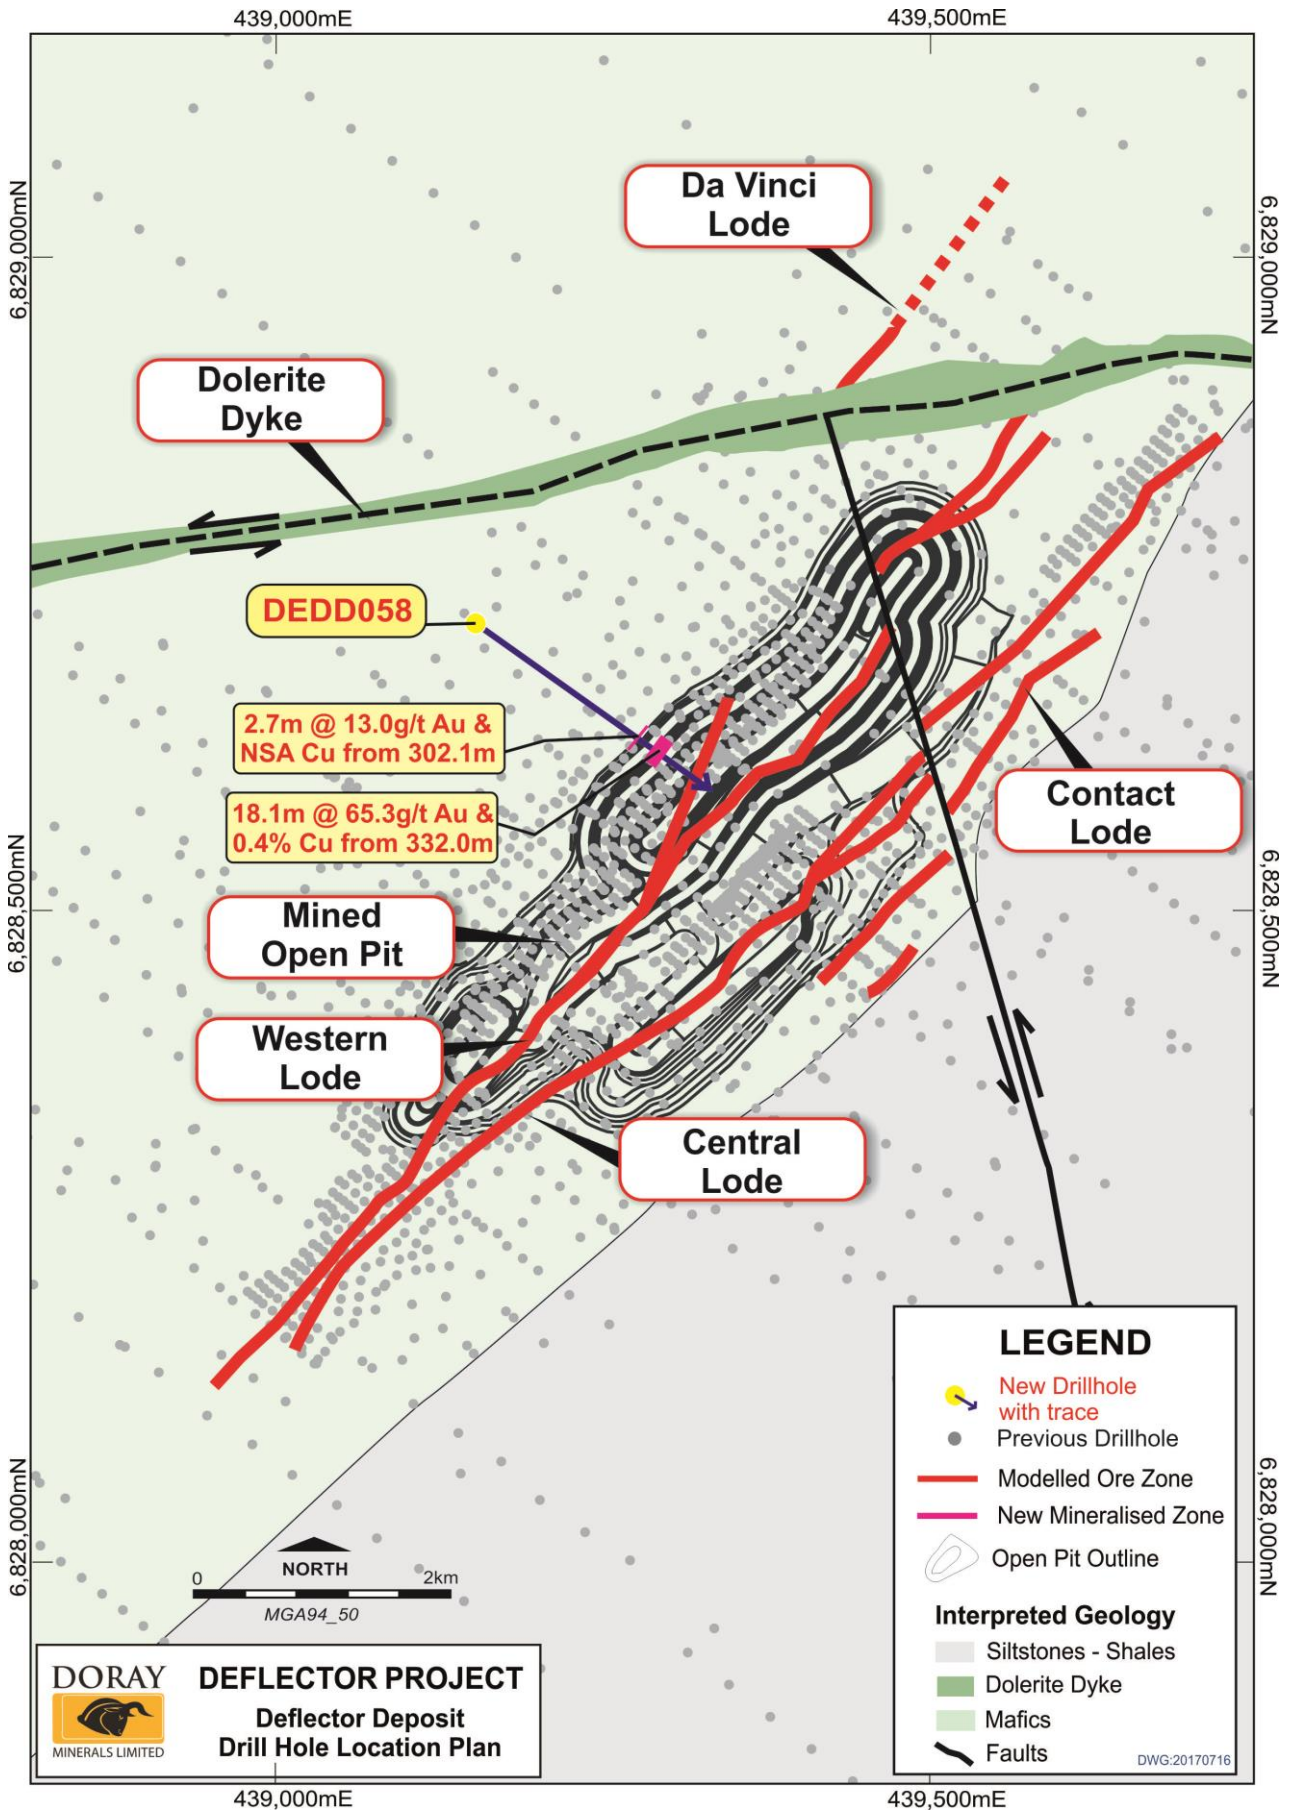 439,000mE
439,500mE
Da Vinci
Lode
6,829,000mN
6,829,000mN
Dolerite
Dyke
DEDD058
2.7m @ 13.0g/t Au &
NSA Cu from 302.1m
18.1m @ 65.3g/t Au &
0.4% Cu from 332.0m
Contact
Lode
6,828,500mN
6,828,500mN
Mined
Open Pit
Western
Lode
Central
Lode
6,828,000mN
6,828,000mN
LEGEND
New Drillhole
with trace
Previous Drillhole
Modelled Ore Zone
New Mineralised Zone
Open Pit Outline
Interpreted Geology
Siltstones - Shales
Dolerite Dyke
Mafics
Faults
DWG:20170716
NORTH
0 2km
MGA94_50
DORAY
MINERALS LIMITED
DEFLECTOR PROJECT
Deflector Deposit
Drill Hole Location Plan
439,000mE
439,500mE